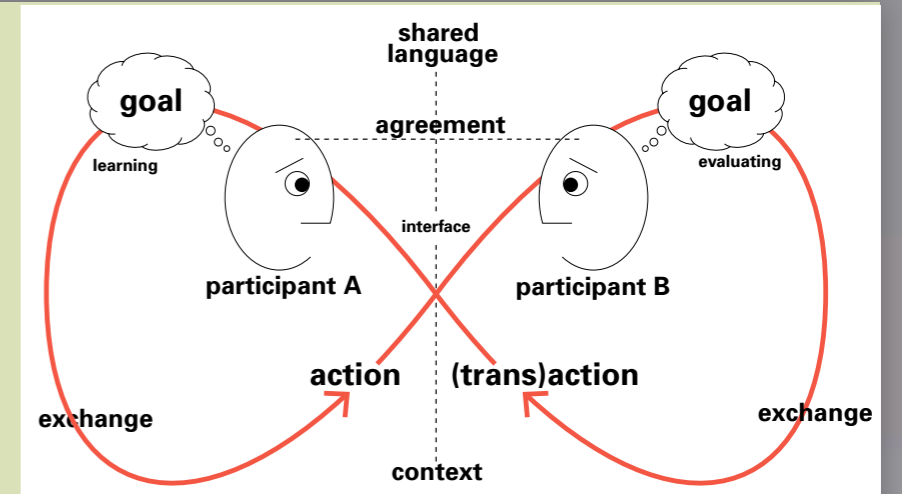 shared
language
goal
goal
agreement
learning
evaluating
interface
participant A
participant B
action
(trans)action
exchange
exchange
context